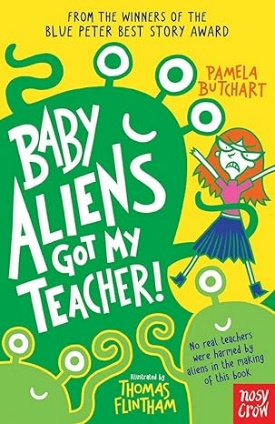 FROM THE WINNERS OF THE
BLUE PETER BEST STORY AWARD
PAMELA
BUTCHART
BABY
ALIENS
GOT MY
TEACHER!
No real teachers
were harmed by
aliens in the making
of this book
Illustrated by
THOMAS
FLINTHAM
nosy
crow